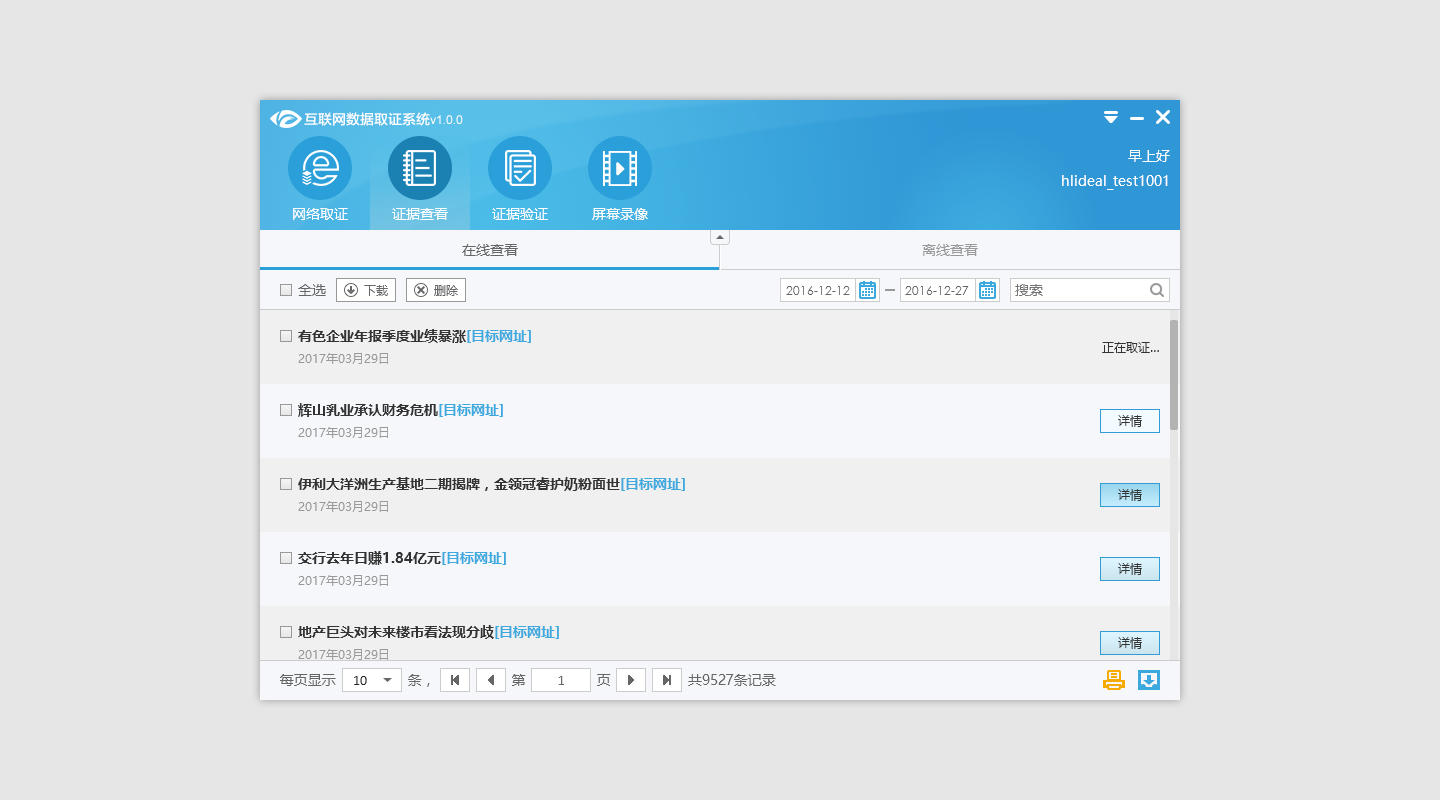 互联网数据取证系统v1.0.0
早上好
hlideal_test1001
网络取证 证据查看 证据验证 屏幕录像
在线查看 离线查看
全选 下载 删除 2016-12-12 2016-12-27 搜索
有色企业年报季度业绩暴涨[目标网址]
2017年03月29日
正在取证...
辉山乳业承认财务危机[目标网址]
2017年03月29日
详情
伊利大洋洲生产基地二期揭牌，金领冠睿护奶粉面世[目标网址]
2017年03月29日
详情
交行去年日赚1.84亿元[目标网址]
2017年03月29日
详情
地产巨头对未来楼市看法现分歧[目标网址]
2017年03月29日
详情
每页显示 10 条， 第 1 页 共9527条记录